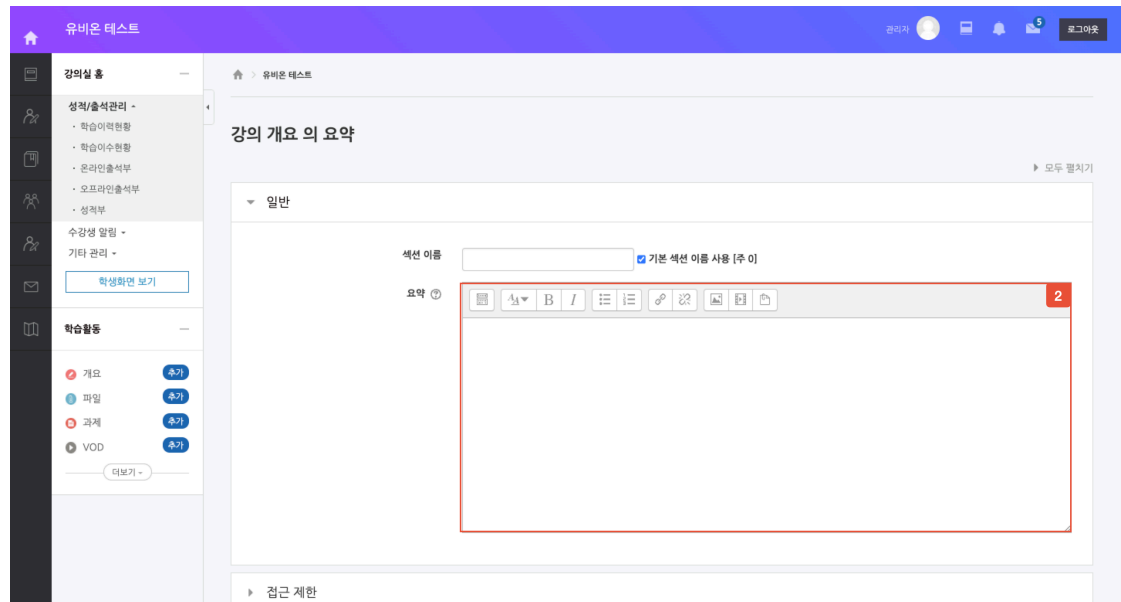 유비온 테스트
관리자
5
로그아웃
강의실 홈
성적/출석관리
학습이력현황
학습이수현황
온라인출석부
오프라인출석부
성적부
수강생 알림
기타 관리
학생화면 보기
학습활동
개요 추가
파일 추가
과제 추가
VOD 추가
더보기
유비온 테스트
강의 개요 의 요약
모두 펼치기
일반
섹션 이름
기본 섹션 이름 사용 [주 0]
요약
B I
2
접근 제한